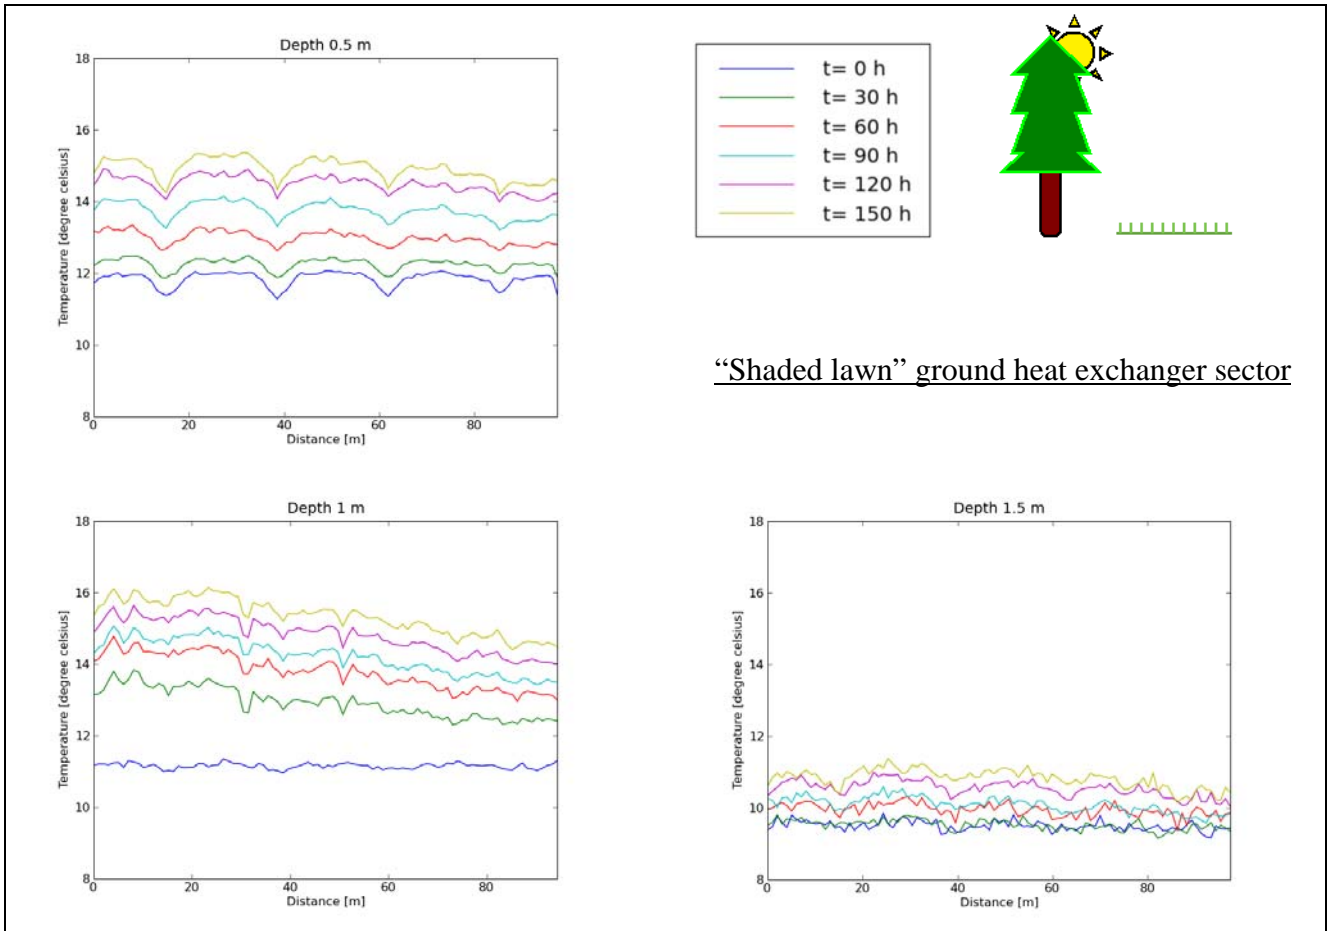 Depth 0.5 m
18
16
14
12
10
8
0
20
40
60
80
Temperature [degree celsius]
Distance [m]
t= 0 h
t= 30 h
t= 60 h
t= 90 h
t= 120 h
t= 150 h
“Shaded lawn” ground heat exchanger sector
Depth 1 m
18
16
14
12
10
8
0
20
40
60
80
Temperature [degree celsius]
Distance [m]
Depth 1.5 m
18
16
14
12
10
8
0
20
40
60
80
Temperature [degree celsius]
Distance [m]